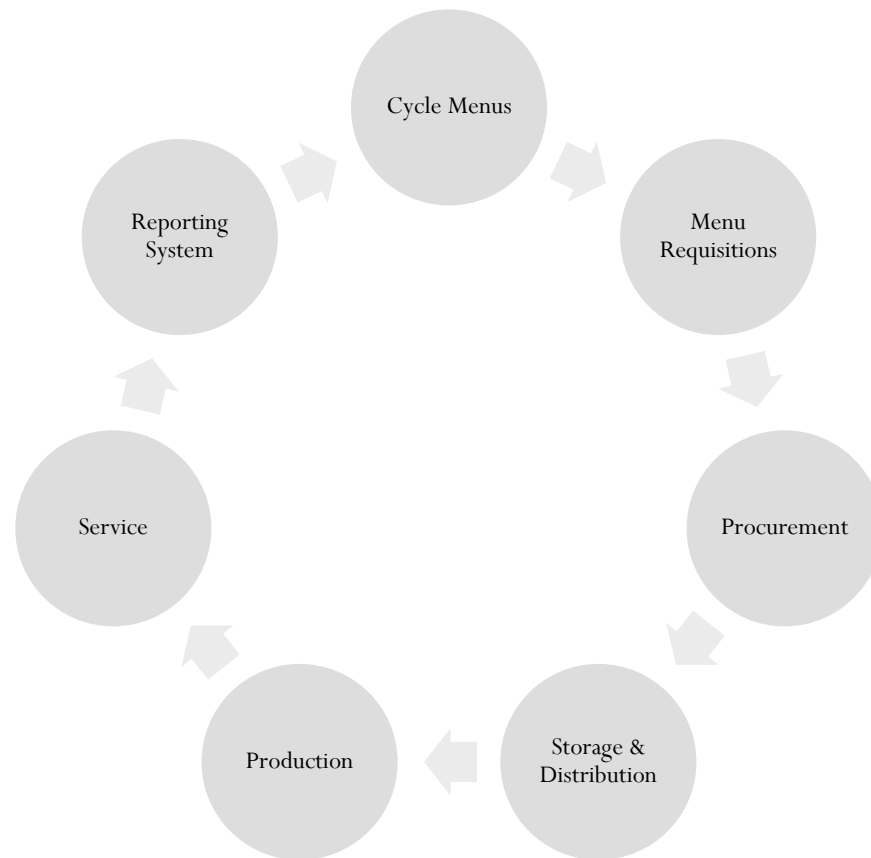 Cycle Menus
Menu
Requisitions
Procurement
Storage &
Distribution
Production
Service
Reporting
System